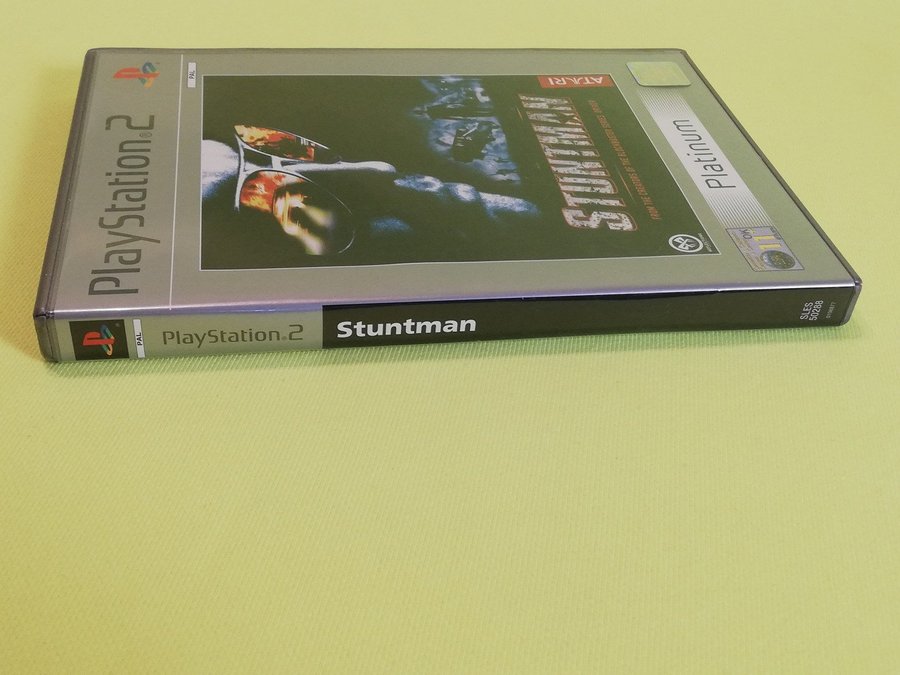 PlayStation®2
PAL
ATARI
STUNTMAN
FROM THE CREATORS OF THE BLOCKBUSTER SERIES DRIVER
Platinum
11+
PAL
PlayStation®2
Stuntman
SLES
50288